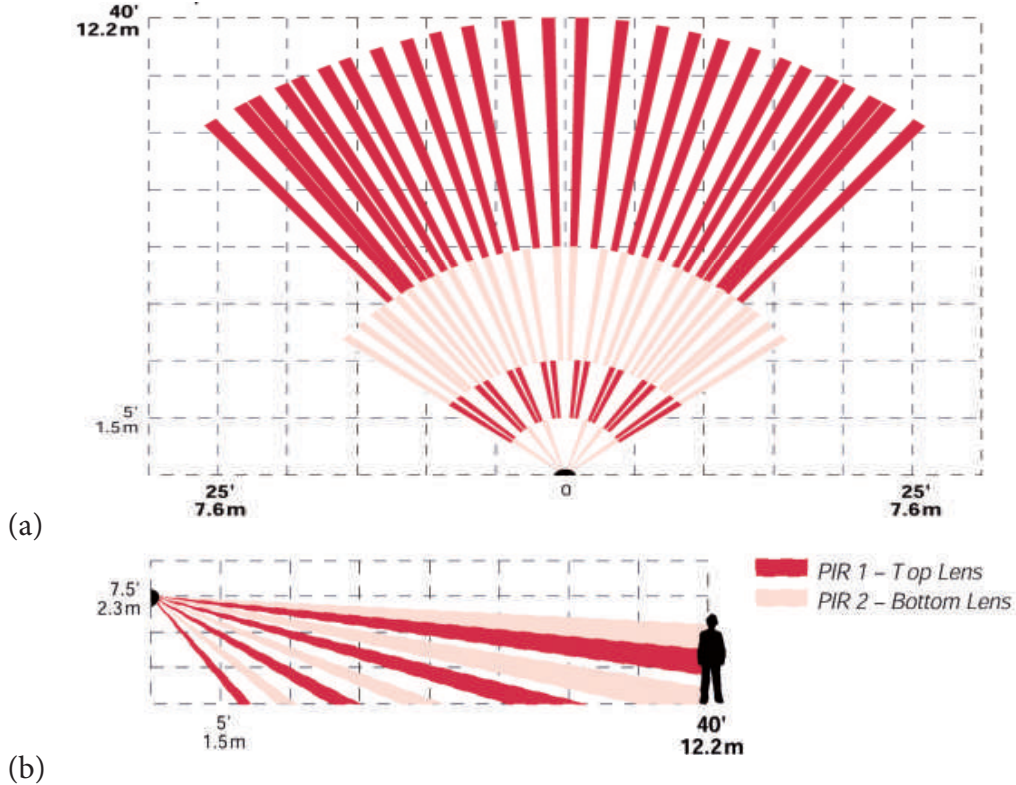 40'
12.2m
5'
1.5m
25'
7.6m
0
25'
7.6m
(a)
7.5'
2.3m
PIR 1 – Top Lens
PIR 2 – Bottom Lens
5'
1.5m
40'
12.2m
(b)